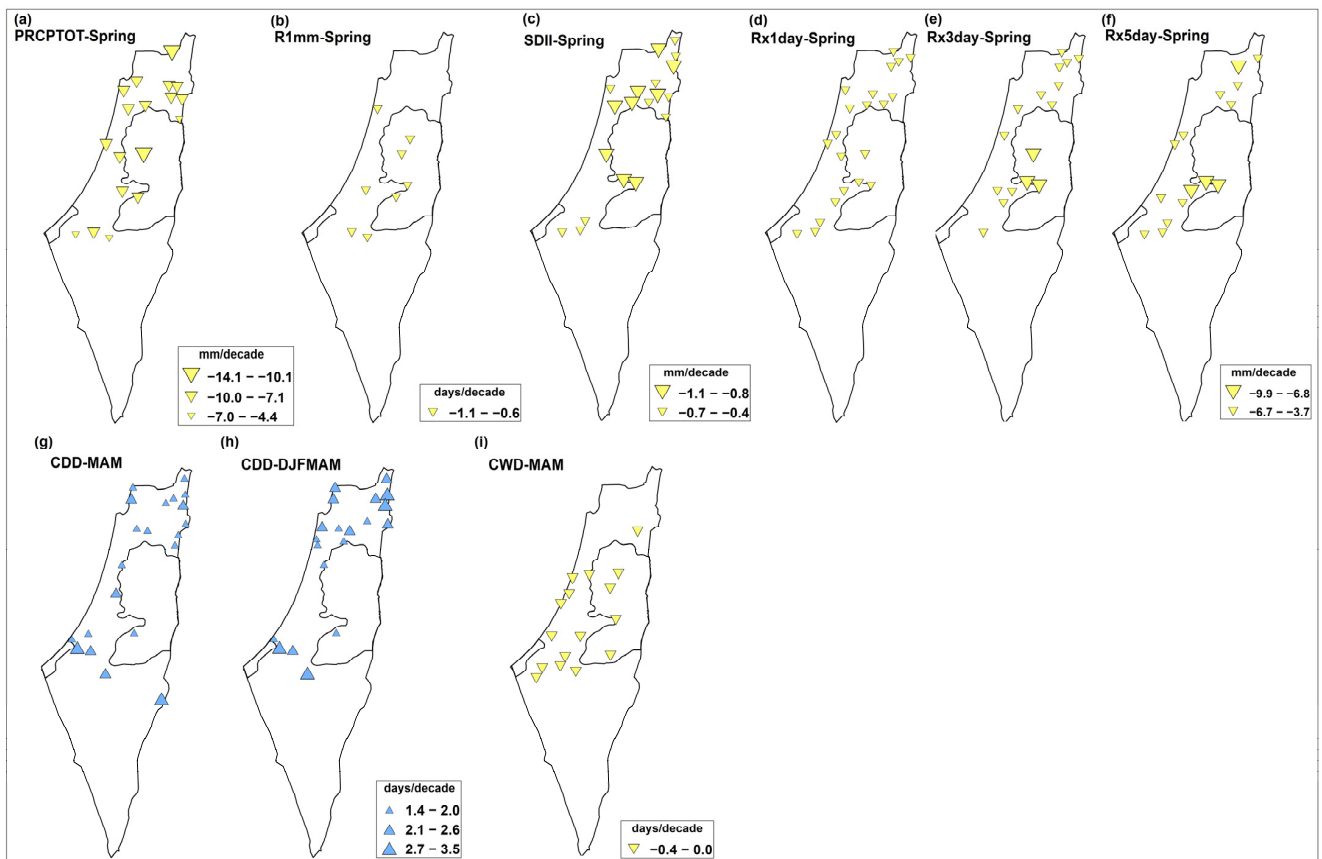 (a)
PRCPTOT-Spring
(b)
R1mm-Spring
(c)
SDII-Spring
(d)
Rx1day-Spring
(e)
Rx3day-Spring
(f)
Rx5day-Spring
mm/decade
−14.1 − −10.1
−10.0 − −7.1
−7.0 − −4.4
days/decade
−1.1 − −0.6
mm/decade
−1.1 − −0.8
−0.7 − −0.4
mm/decade
−9.9 − −6.8
−6.7 − −3.7
(g)
CDD-MAM
(h)
CDD-DJFMAM
(i)
CWD-MAM
days/decade
1.4 − 2.0
2.1 − 2.6
2.7 − 3.5
days/decade
−0.4 − 0.0